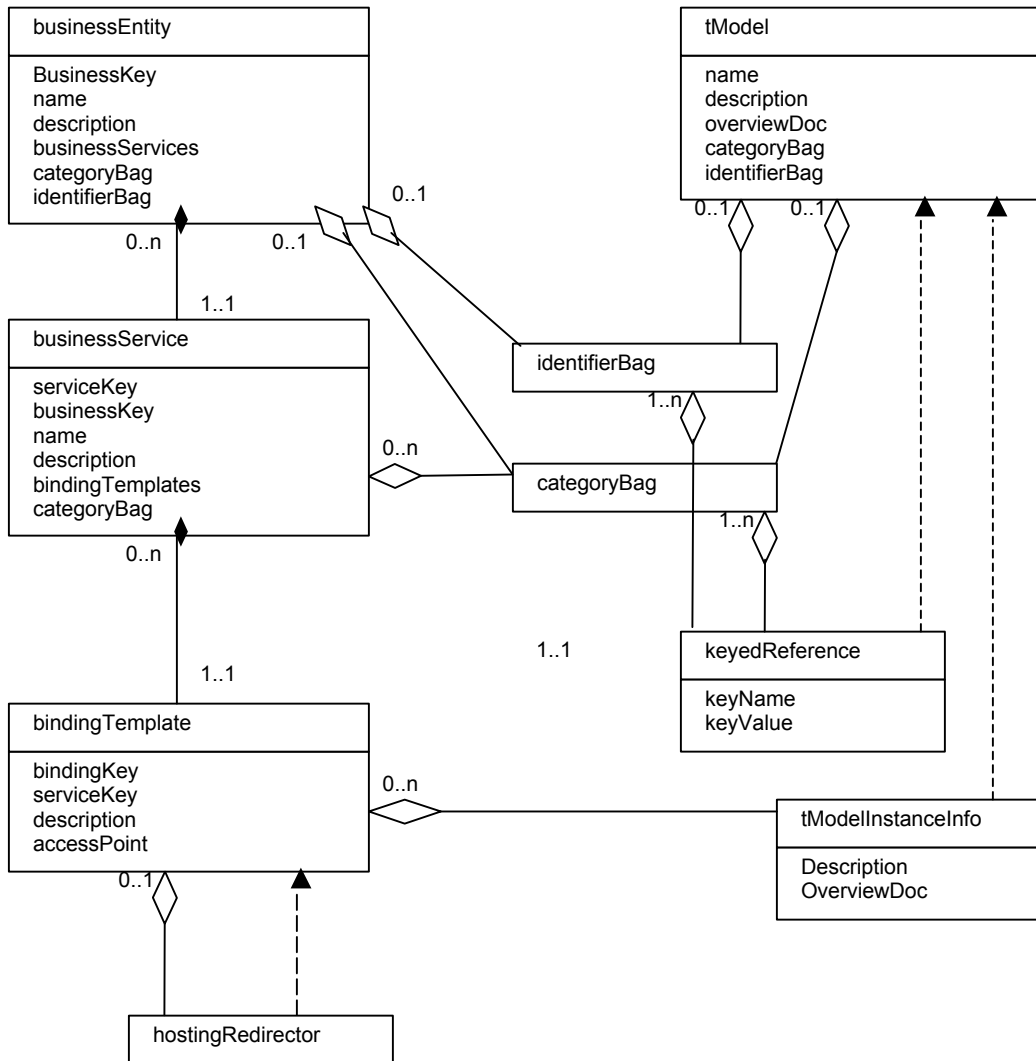 businessEntity
BusinessKey
name
description
businessServices
categoryBag
identifierBag
tModel
name
description
overviewDoc
categoryBag
identifierBag
0..1
0..n
0..1
0..1
0..1
1..1
businessService
serviceKey
businessKey
name
description
bindingTemplates
categoryBag
identifierBag
1..n
0..n
categoryBag
1..n
0..n
1..1
1..1
keyedReference
keyName
keyValue
bindingTemplate
bindingKey
serviceKey
description
accessPoint
0..n
tModelInstanceInfo
Description
OverviewDoc
0..1
hostingRedirector